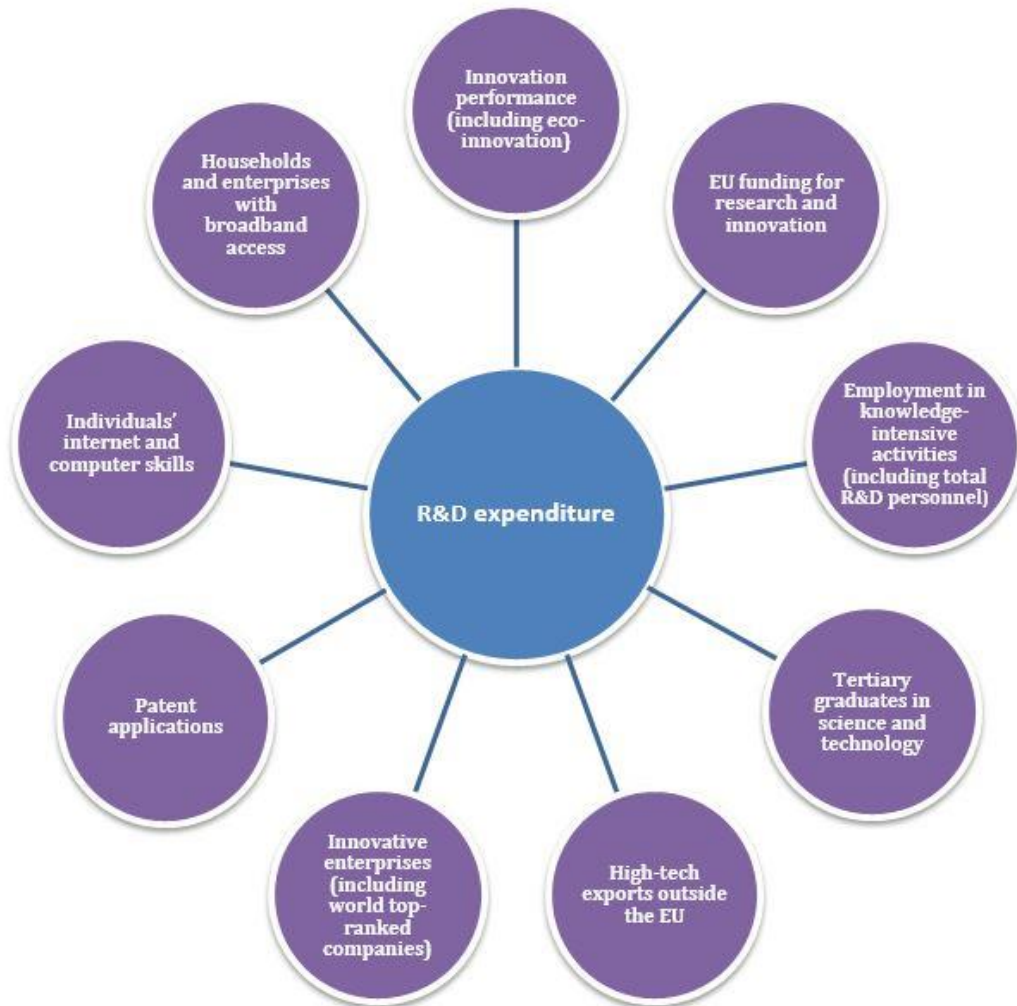 Innovation
performance
(including eco-
innovation)
EU funding for
research and
innovation
Employment in
knowledge-
intensive
activities
(including total
R&D personnel)
Tertiary
graduates in
science and
technology
High-tech
exports outside
the EU
Innovative
enterprises
(including
world top-
ranked
companies)
Patent
applications
Individuals'
internet and
computer skills
Households
and enterprises
with
broadband
access
R&D expenditure